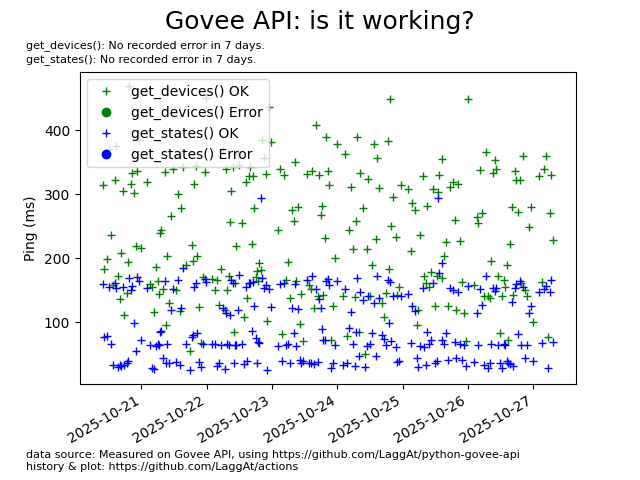 Govee API: is it working?
get_devices(): No recorded error in 7 days.
get_states(): No recorded error in 7 days.
get_devices() OK
get_devices() Error
get_states() OK
get_states() Error
Ping (ms)
400
300
200
100
2025-10-21
2025-10-22
2025-10-23
2025-10-24
2025-10-25
2025-10-26
2025-10-27
data source: Measured on Govee API, using https://github.com/LaggAt/python-govee-api
history & plot: https://github.com/LaggAt/actions